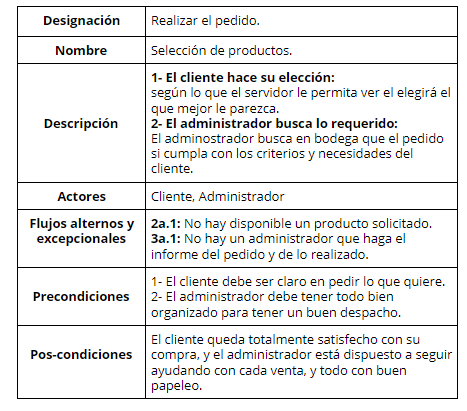 Designación
Realizar el pedido.
Nombre
Selección de productos.
Descripción
1- El cliente hace su elección:
según lo que el servidor le permita ver el elegirá el
que mejor le parezca.
2- El administrador busca lo requerido:
El adminostrador busca en bodega que el pedido
si cumpla con los criterios y necesidades del
cliente.
Actores
Cliente, Administrador
Flujos alternos y
excepcionales
2a.1: No hay disponible un producto solicitado.
3a.1: No hay un administrador que haga el
informe del pedido y de lo realizado.
Precondiciones
1- El cliente debe ser claro en pedir lo que quiere.
2- El administrador debe tener todo bien
organizado para tener un buen despacho.
Pos-condiciones
El cliente queda totalmente satisfecho con su
compra, y el administrador está dispuesto a seguir
ayudando con cada venta, y todo con buen
papeleo.